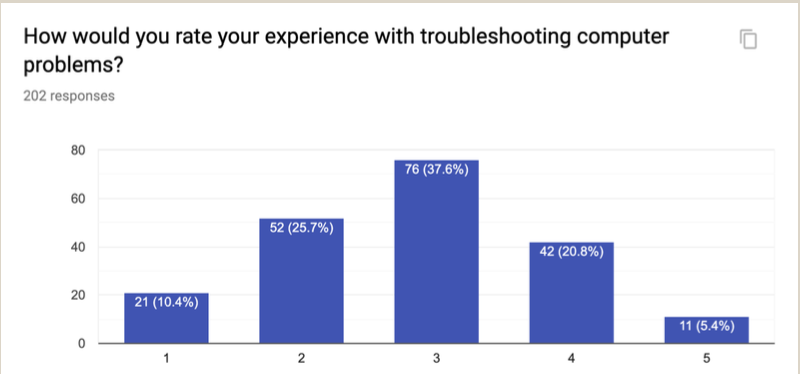 How would you rate your experience with troubleshooting computer
problems?
202 responses
80
60
40
20
0
21 (10.4%)
52 (25.7%)
76 (37.6%)
42 (20.8%)
11 (5.4%)
1 2 3 4 5